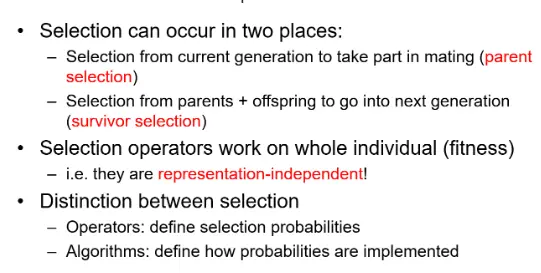 • Selection can occur in two places:
– Selection from current generation to take part in mating (parent
selection)
– Selection from parents + offspring to go into next generation
(survivor selection)
• Selection operators work on whole individual (fitness)
– i.e. they are representation-independent!
• Distinction between selection
– Operators: define selection probabilities
– Algorithms: define how probabilities are implemented